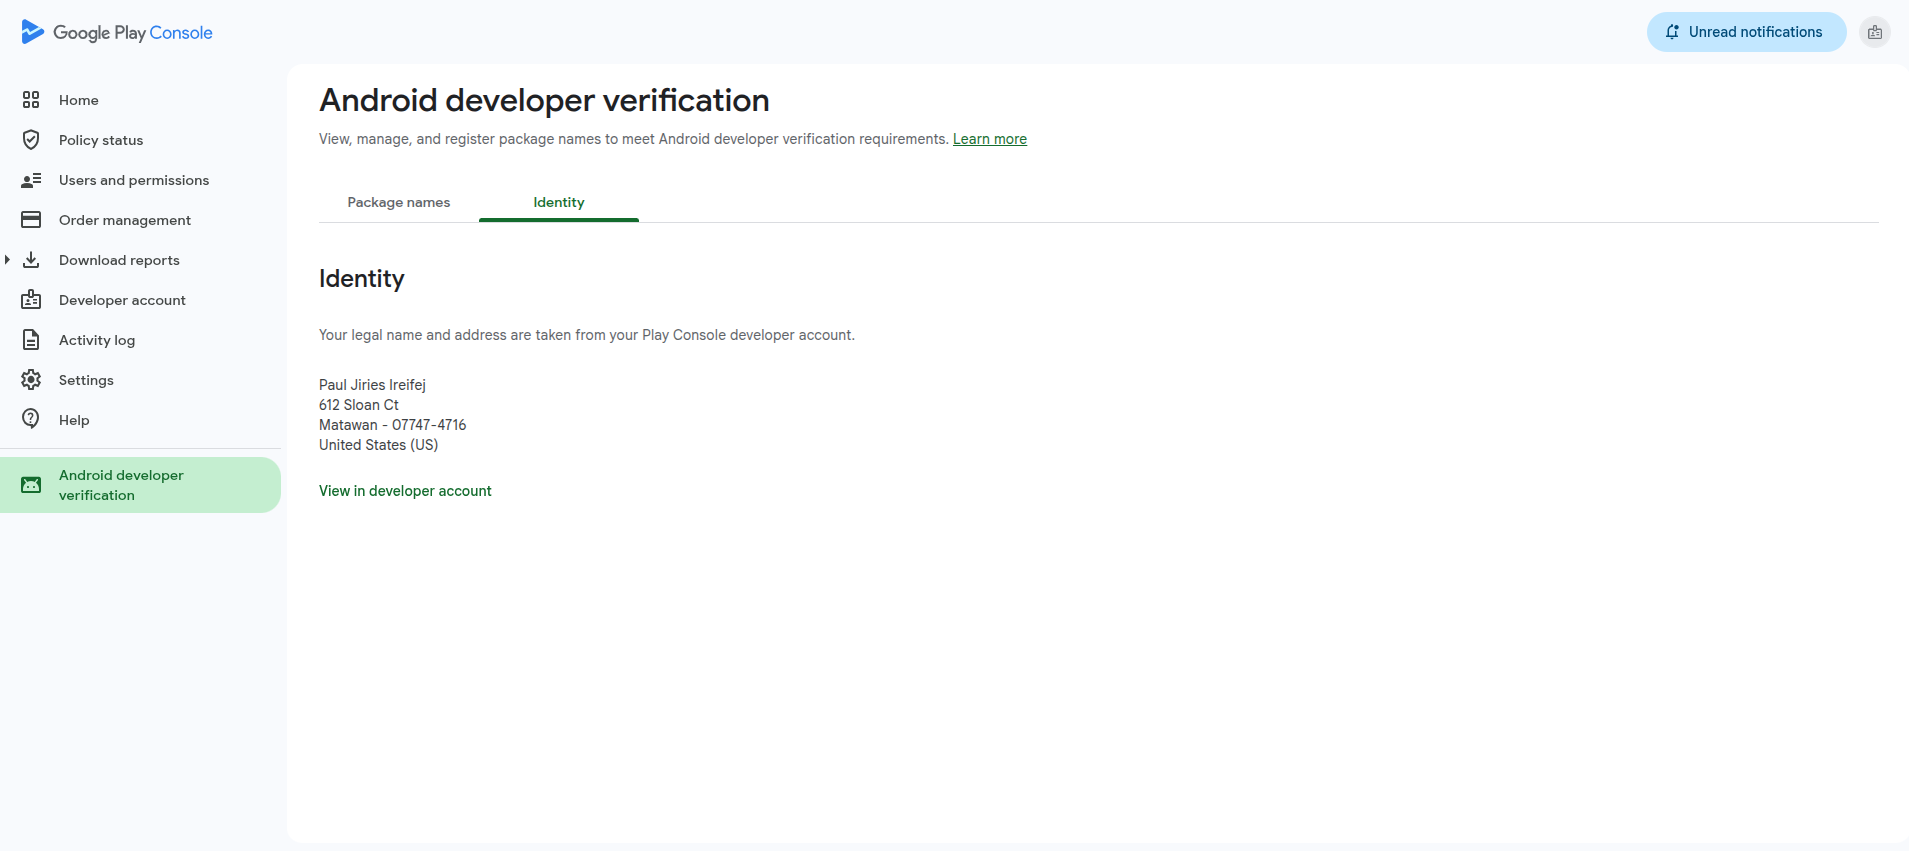 Google Play Console
Unread notifications
Home
Policy status
Users and permissions
Order management
Download reports
Developer account
Activity log
Settings
Help
Android developer
verification
Android developer verification
View, manage, and register package names to meet Android developer verification requirements. Learn more
Package names
Identity
Identity
Your legal name and address are taken from your Play Console developer account.
Paul Jiries Ireifej
612 Sloan Ct
Matawan - 07747-4716
United States (US)
View in developer account